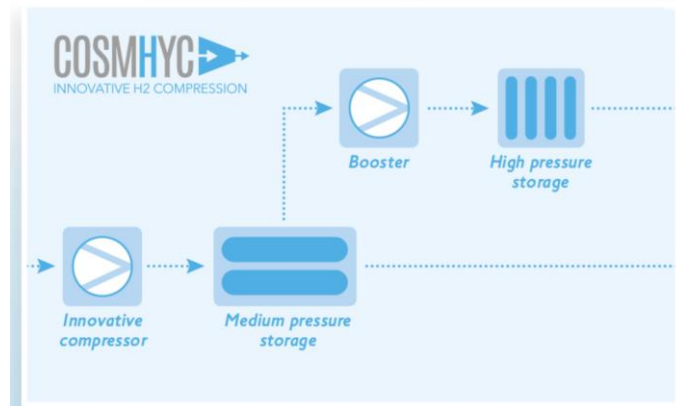 COSMHYC
INNOVATIVE H2 COMPRESSION
Booster
High pressure
storage
Innovative
compressor
Medium pressure
storage